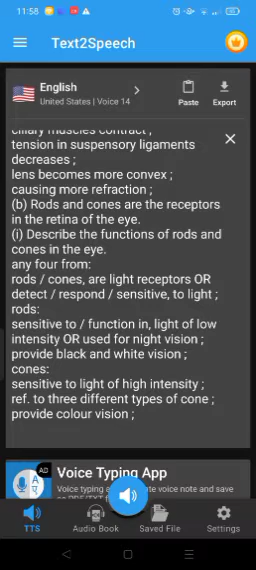 11:58
Text2Speech
English
United States | Voice 14
Paste
Export
ciliary muscles contract ;
tension in suspensory ligaments
decreases ;
lens becomes more convex ;
causing more refraction ;
(b) Rods and cones are the receptors
in the retina of the eye.
(i) Describe the functions of rods and
cones in the eye.
any four from:
rods / cones, are light receptors OR
detect / respond / sensitive, to light ;
rods:
sensitive to / function in, light of low
intensity OR used for night vision ;
provide black and white vision ;
cones:
sensitive to light of high intensity ;
ref. to three different types of cone ;
provide colour vision ;
AD
Voice Typing App
Voice typing a te voice note and save
TTS
Audio Book
Saved File
Settings